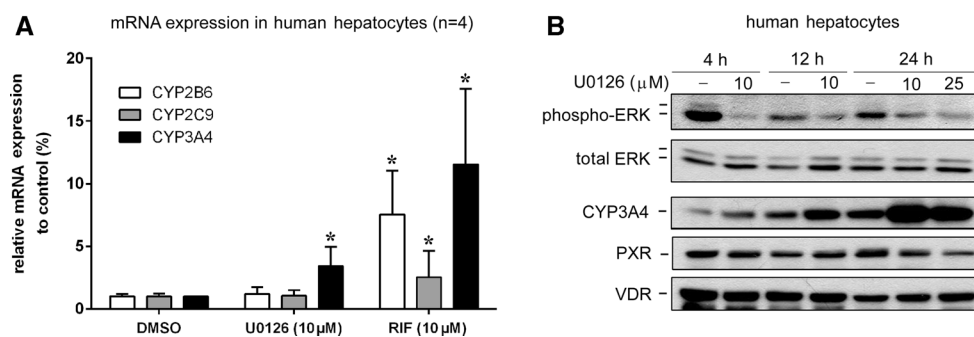 A
mRNA expression in human hepatocytes (n=4)
relative mRNA expression
to control (%)
20
15
10
5
0
CYP2B6
CYP2C9
CYP3A4
*
*
*
*
DMSO
U0126 (10 µM)
RIF (10 µM)
B
human hepatocytes
4 h 12 h 24 h
U0126 (µM) – 10 – 10 – 10 25
phospho-ERK
total ERK
CYP3A4
PXR
VDR